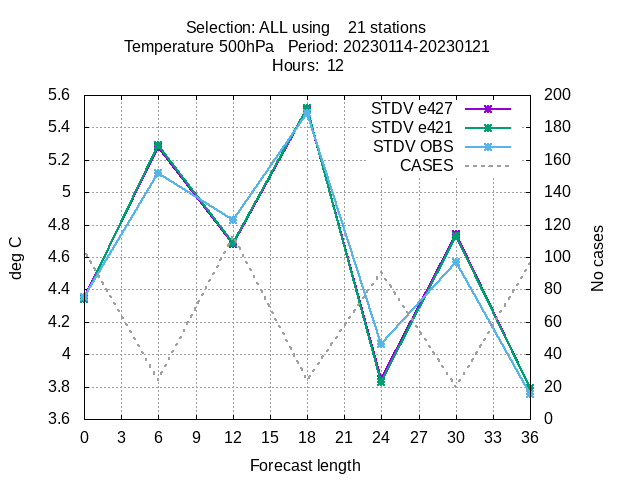 Selection: ALL using    21 stations
Temperature 500hPa   Period: 20230114-20230121
Hours:  12
STDV e427
STDV e421
STDV OBS
CASES
5.6
5.4
5.2
5
4.8
4.6
4.4
4.2
4
3.8
3.6
200
180
160
140
120
100
80
60
40
20
0
deg C
No cases
0 3 6 9 12 15 18 21 24 27 30 33 36
Forecast length